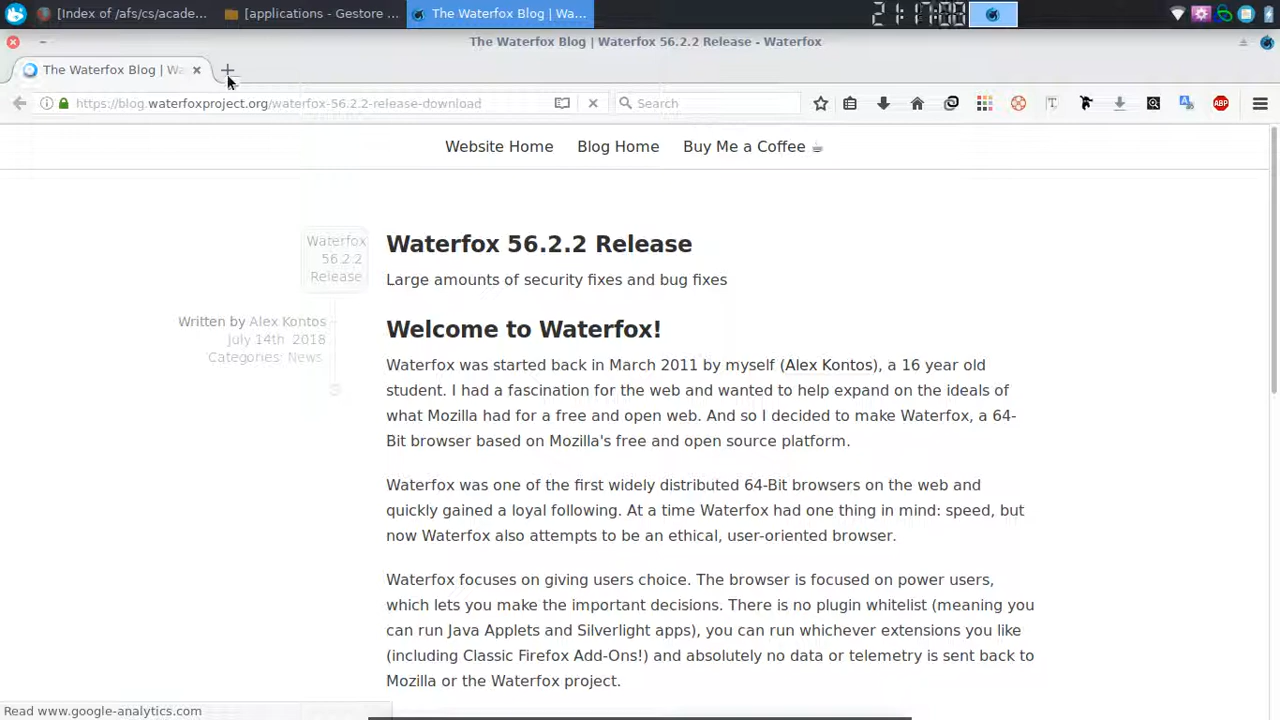 [Index of /afs/cs/acade...
[applications - Gestore ...
The Waterfox Blog | Wa...
21:17:00
The Waterfox Blog | Waterfox 56.2.2 Release - Waterfox
The Waterfox Blog | Wa
https://blog.waterfoxproject.org/waterfox-56.2.2-release-download
Search
ABP
Website Home
Blog Home
Buy Me a Coffee ☕
Waterfox
56.2.2
Release
Written by Alex Kontos
July 14th 2018
Categories: News
Waterfox 56.2.2 Release
Large amounts of security fixes and bug fixes
Welcome to Waterfox!
Waterfox was started back in March 2011 by myself (Alex Kontos), a 16 year old
student. I had a fascination for the web and wanted to help expand on the ideals of
what Mozilla had for a free and open web. And so I decided to make Waterfox, a 64-
Bit browser based on Mozilla's free and open source platform.
Waterfox was one of the first widely distributed 64-Bit browsers on the web and
quickly gained a loyal following. At a time Waterfox had one thing in mind: speed, but
now Waterfox also attempts to be an ethical, user-oriented browser.
Waterfox focuses on giving users choice. The browser is focused on power users,
which lets you make the important decisions. There is no plugin whitelist (meaning you
can run Java Applets and Silverlight apps), you can run whichever extensions you like
(including Classic Firefox Add-Ons!) and absolutely no data or telemetry is sent back to
Mozilla or the Waterfox project.
Read www.google-analytics.com